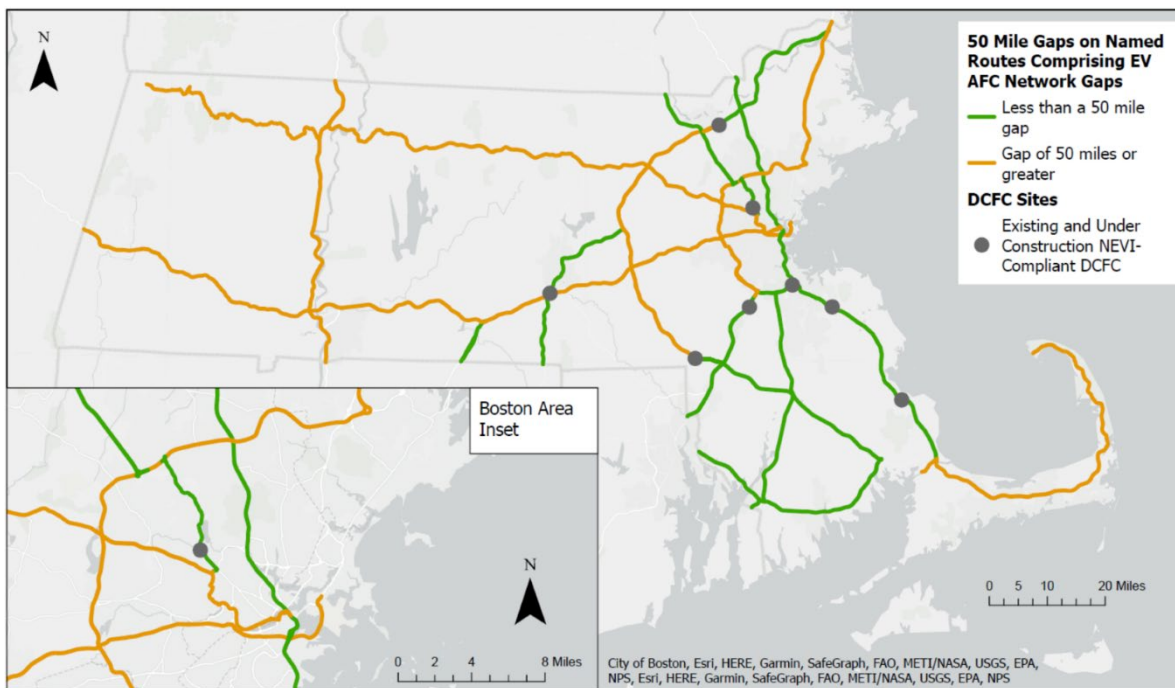 N
50 Mile Gaps on Named
Routes Comprising EV
AFC Network Gaps
Less than a 50 mile
gap
Gap of 50 miles or
greater
DCFC Sites
Existing and Under
Construction NEVI-
Compliant DCFC
Boston Area
Inset
N
0 2 4 8 Miles
0 5 10 20 Miles
City of Boston, Esri, HERE, Garmin, SafeGraph, FAO, METI/NASA, USGS, EPA,
NPS, Esri, HERE, Garmin, SafeGraph, FAO, METI/NASA, USGS, EPA, NPS